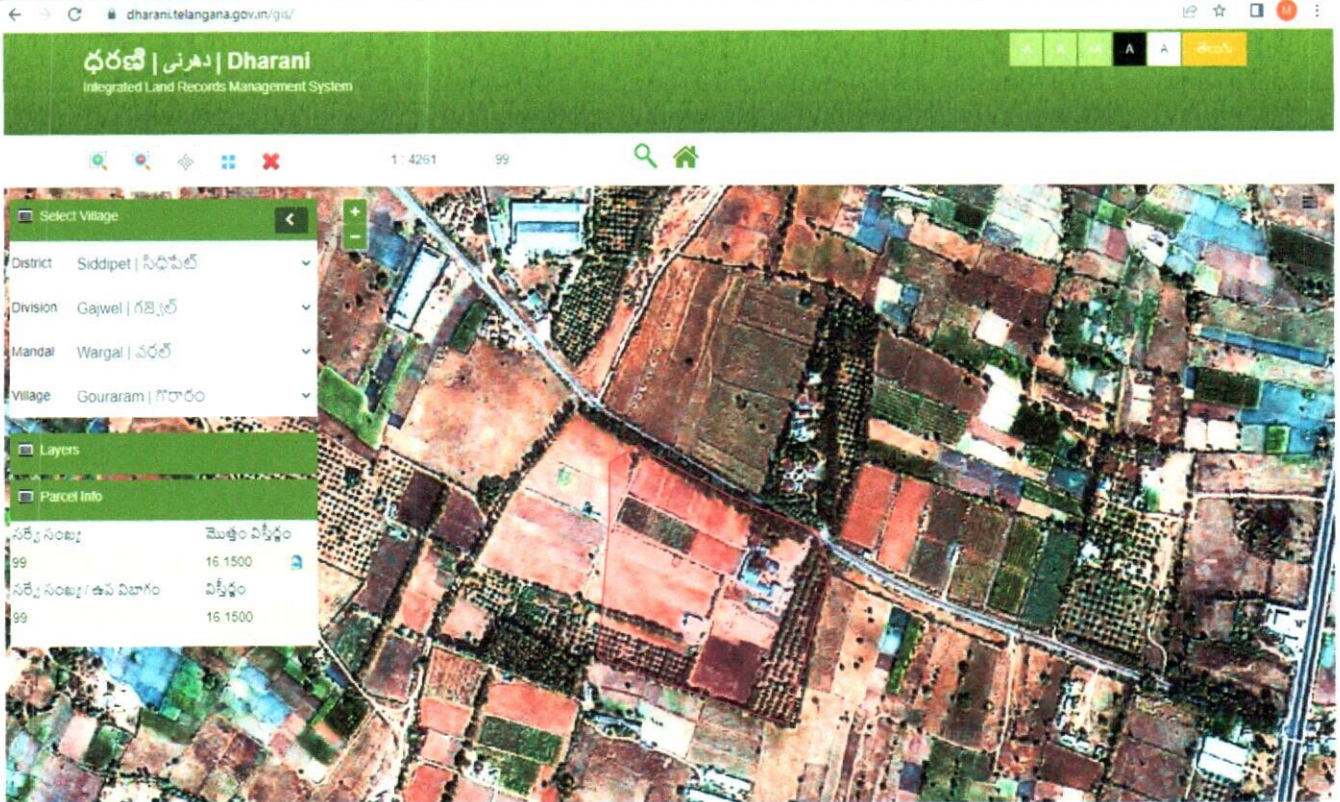 dharani.telangana.gov.in/gis/
M
ధరణి | دھرنی | Dharani
Integrated Land Records Management System
-A A +A A A తెలుగు
1 : 4261 99
Select Village
+
−
District Siddipet | సిద్దిపేట్
Division Gajwel | గజ్వేల్
Mandal Wargal | వర్గల్
Village Gouraram | గౌరారం
Layers
Parcel Info
సర్వే సంఖ్య మొత్తం విస్తీర్ణం
99 16.1500
సర్వే సంఖ్య / ఉప విభాగం విస్తీర్ణం
99 16.1500